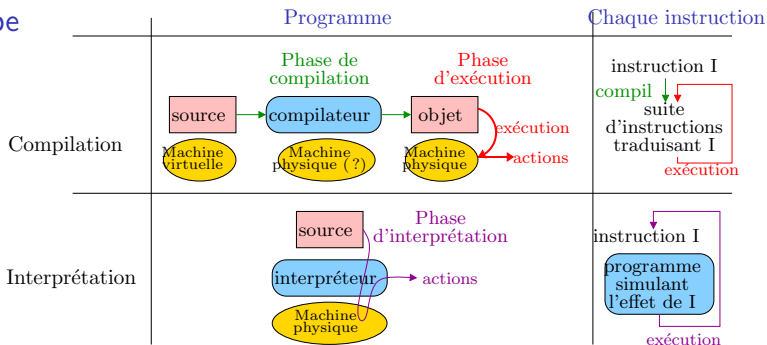 pe
Programme
Chaque instruction
Phase de
compilation
Phase
d'exécution
source
compilateur
objet
exécution
actions
Machine
virtuelle
Machine
physique (?)
Machine
physique
Compilation
instruction I
compil
suite
d'instructions
traduisant I
exécution
Interprétation
source
Phase
d'interprétation
interpréteur
actions
Machine
physique
instruction I
programme
simulant
l'effet de I
exécution